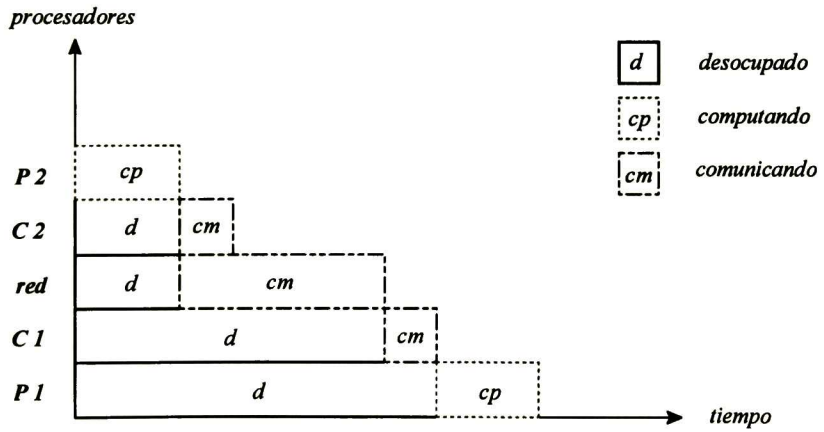 procesadores
d desocupado
cp computando
cm comunicando
P 2 cp
C 2 d cm
red d cm
C 1 d cm
P 1 d cp
tiempo